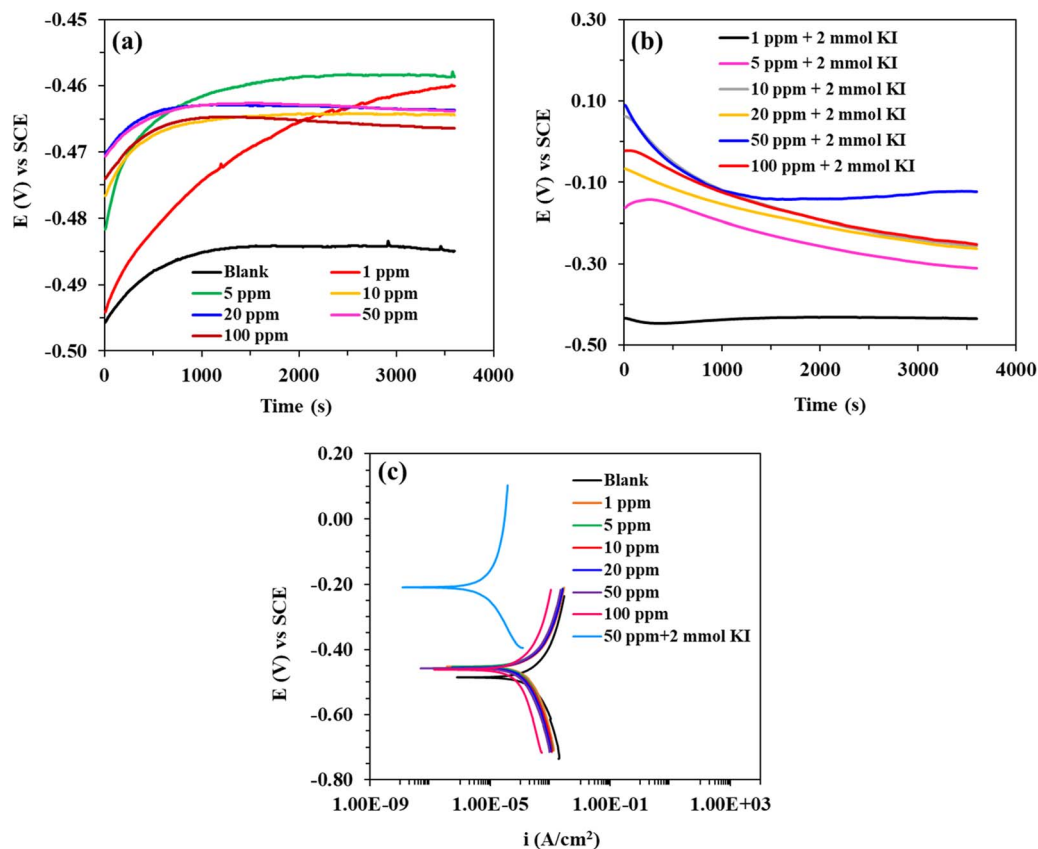 (a)
-0.45
-0.46
-0.47
-0.48
-0.49
-0.50
E (V) vs SCE
Blank 1 ppm
5 ppm 10 ppm
20 ppm 50 ppm
100 ppm
0 1000 2000 3000 4000
Time (s)
(b)
0.30
0.10
-0.10
-0.30
-0.50
E (V) vs SCE
1 ppm + 2 mmol KI
5 ppm + 2 mmol KI
10 ppm + 2 mmol KI
20 ppm + 2 mmol KI
50 ppm + 2 mmol KI
100 ppm + 2 mmol KI
0 1000 2000 3000 4000
Time (s)
(c)
0.20
0.00
-0.20
-0.40
-0.60
-0.80
E (V) vs SCE
Blank
1 ppm
5 ppm
10 ppm
20 ppm
50 ppm
100 ppm
50 ppm+2 mmol KI
1.00E-09 1.00E-05 1.00E-01 1.00E+03
i (A/cm²)